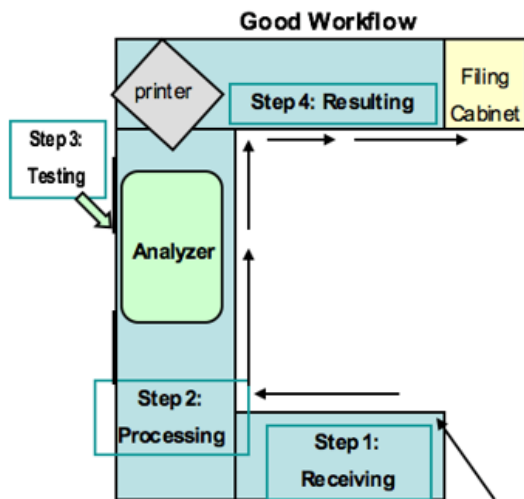 Good Workflow
printer
Step 4: Resulting
Filing
Cabinet
Step 3:
Testing
Analyzer
Step 2:
Processing
Step 1:
Receiving